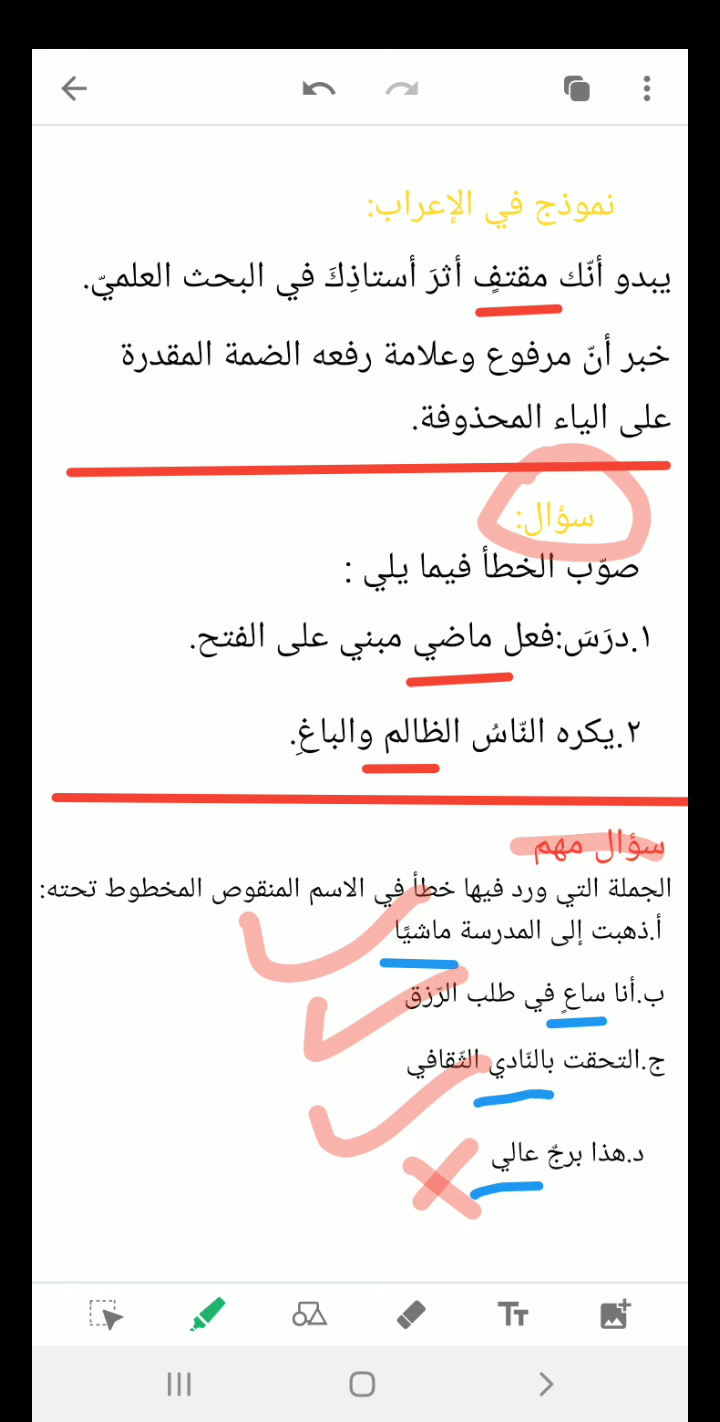 نموذج في الإعراب:
يبدو أنّك مقتفٍ أثرَ أستاذِكَ في البحث العلميّ.
خبر أنّ مرفوع وعلامة رفعه الضمة المقدرة
على الياء المحذوفة.
سؤال:
صوّب الخطأ فيما يلي :
١.درَسَ:فعل ماضي مبني على الفتح.
٢.يكره النّاسُ الظالم والباغِ.
سؤال مهم
الجملة التي ورد فيها خطأ في الاسم المنقوص المخطوط تحته:
أ.ذهبت إلى المدرسة ماشيًا
ب.أنا ساعٍ في طلب الرّزق
ج.التحقت بالنّادي الثّقافي
د.هذا برجٌ عالي
Tт